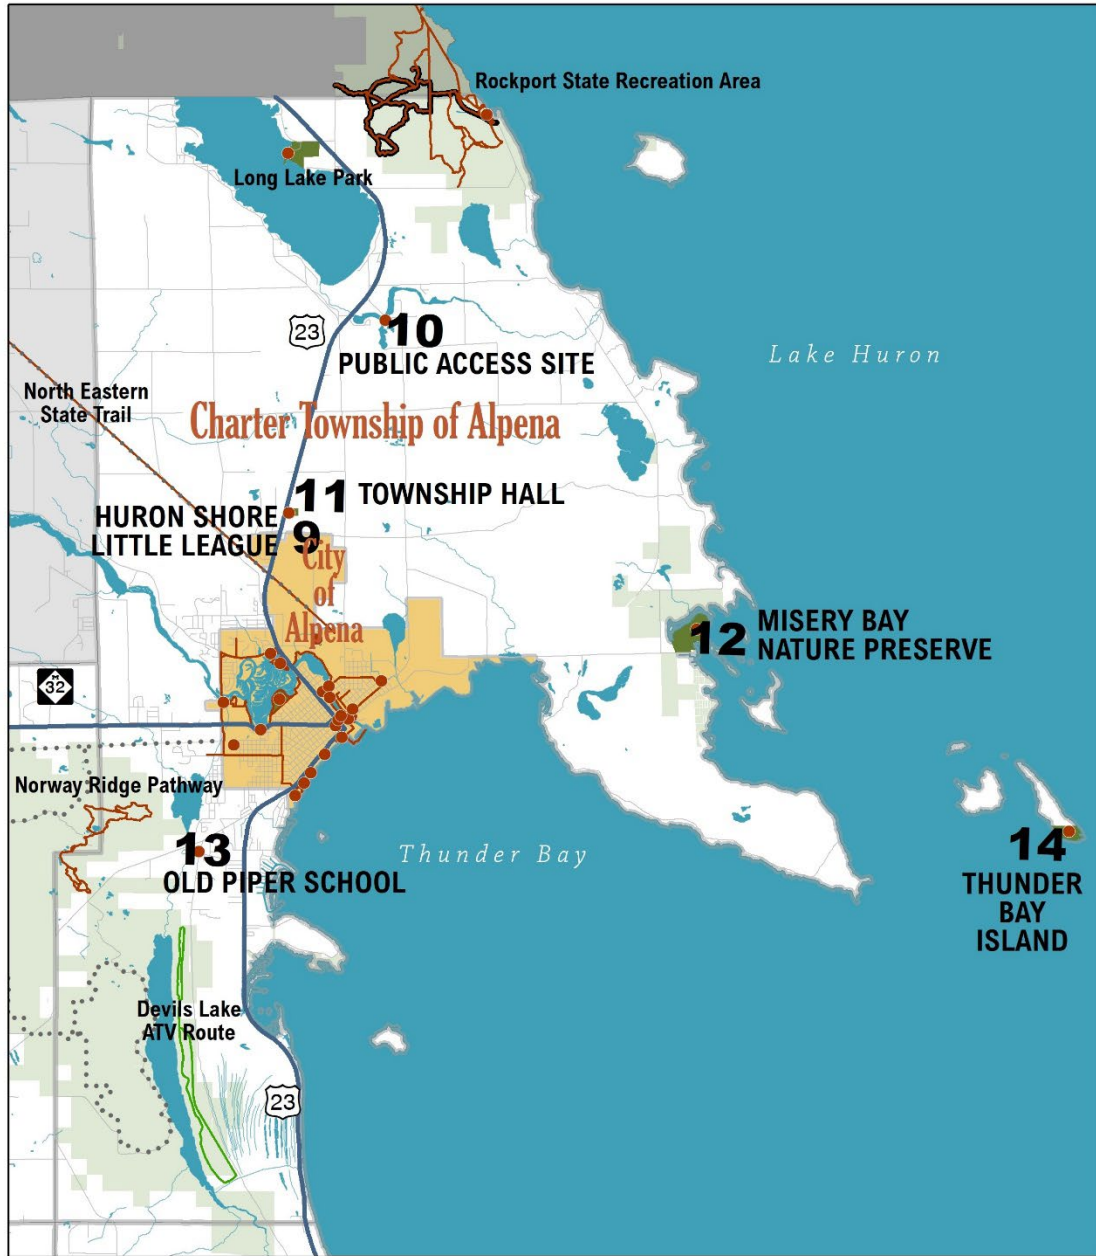 Rockport State Recreation Area
Long Lake Park
23
10
PUBLIC ACCESS SITE
Lake Huron
North Eastern
State Trail
Charter Township of Alpena
11 TOWNSHIP HALL
HURON SHORE
LITTLE LEAGUE 9
City
of
Alpena
12 MISERY BAY
NATURE PRESERVE
M
32
Norway Ridge Pathway
13
OLD PIPER SCHOOL
Thunder Bay
14
THUNDER
BAY
ISLAND
Devils Lake
ATV Route
23